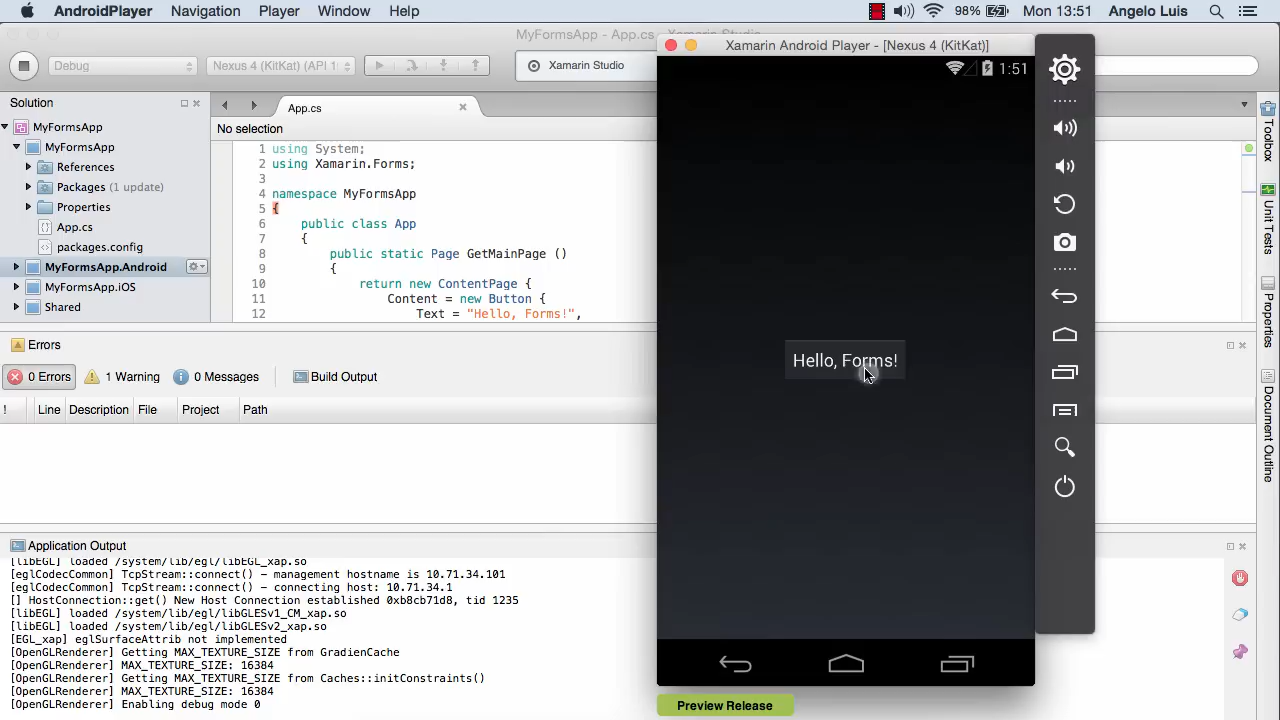 AndroidPlayer Navigation Player Window Help 98% Mon 13:51 Angelo Luis
MyFormsApp - App.cs - Xamarin Studio
Debug Nexus 4 (KitKat) (API 1 Xamarin Studio
Xamarin Android Player - [Nexus 4 (KitKat)]
1:51
Solution
App.cs
No selection
MyFormsApp
MyFormsApp
References
Packages (1 update)
Properties
App.cs
packages.config
MyFormsApp.Android
MyFormsApp.iOS
Shared
1 using System;
2 using Xamarin.Forms;
3
4 namespace MyFormsApp
5 {
6 public class App
7 {
8 public static Page GetMainPage ()
9 {
10 return new ContentPage {
11 Content = new Button {
12 Text = "Hello, Forms!",
Hello, Forms!
Toolbox
Unit Tests
Properties
Document Outline
Errors
0 Errors 1 Warning 0 Messages Build Output
! Line Description File Project Path
Application Output
[libEGL] loaded /system/lib/egl/libEGL_xap.so
[eglCodecCommon] TcpStream::connect() - management hostname is 10.71.34.101
[eglCodecCommon] TcpStream::connect() - connecting host: 10.71.34.1
[] HostConnection::get() New Host Connection established 0xb8cb71d8, tid 1235
[libEGL] loaded /system/lib/egl/libGLESv1_CM_xap.so
[libEGL] loaded /system/lib/egl/libGLESv2_xap.so
[EGL_xap] eglSurfaceAttrib not implemented
[OpenGLRenderer] Getting MAX_TEXTURE_SIZE from GradienCache
[OpenGLRenderer] MAX_TEXTURE_SIZE: 16384
[OpenGLRenderer] Getting MAX_TEXTURE_SIZE from Caches::initConstraints()
[OpenGLRenderer] MAX_TEXTURE_SIZE: 16384
[OpenGLRenderer] Enabling debug mode 0
Preview Release